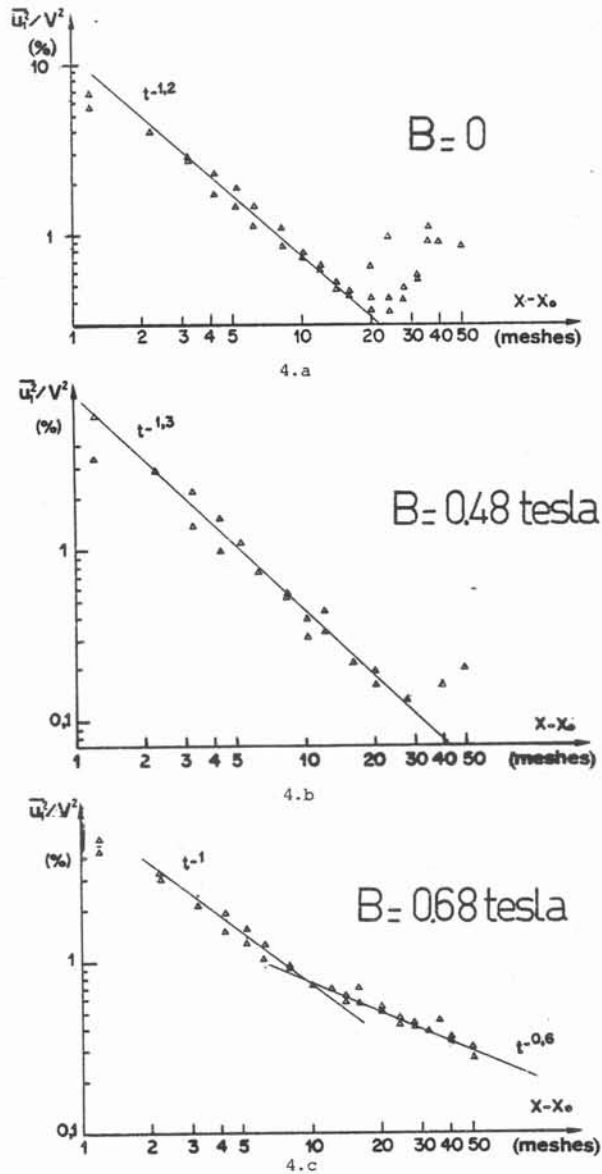 u₁²/V²
(%)
10
t-1,2
B = 0
1
X-X₀
1 2 3 4 5 10 20 30 40 50 (meshes)
4.a
u₁²/V²
(%)
t-1,3
B = 0.48 tesla
1
0,1
X-X₀
1 2 3 4 5 10 20 30 40 50 (meshes)
4.b
u₁²/V²
(%)
t-1
B = 0.68 tesla
1
t-0,6
X-X₀
0,1
1 2 3 4 5 10 20 30 40 50 (meshes)
4.c